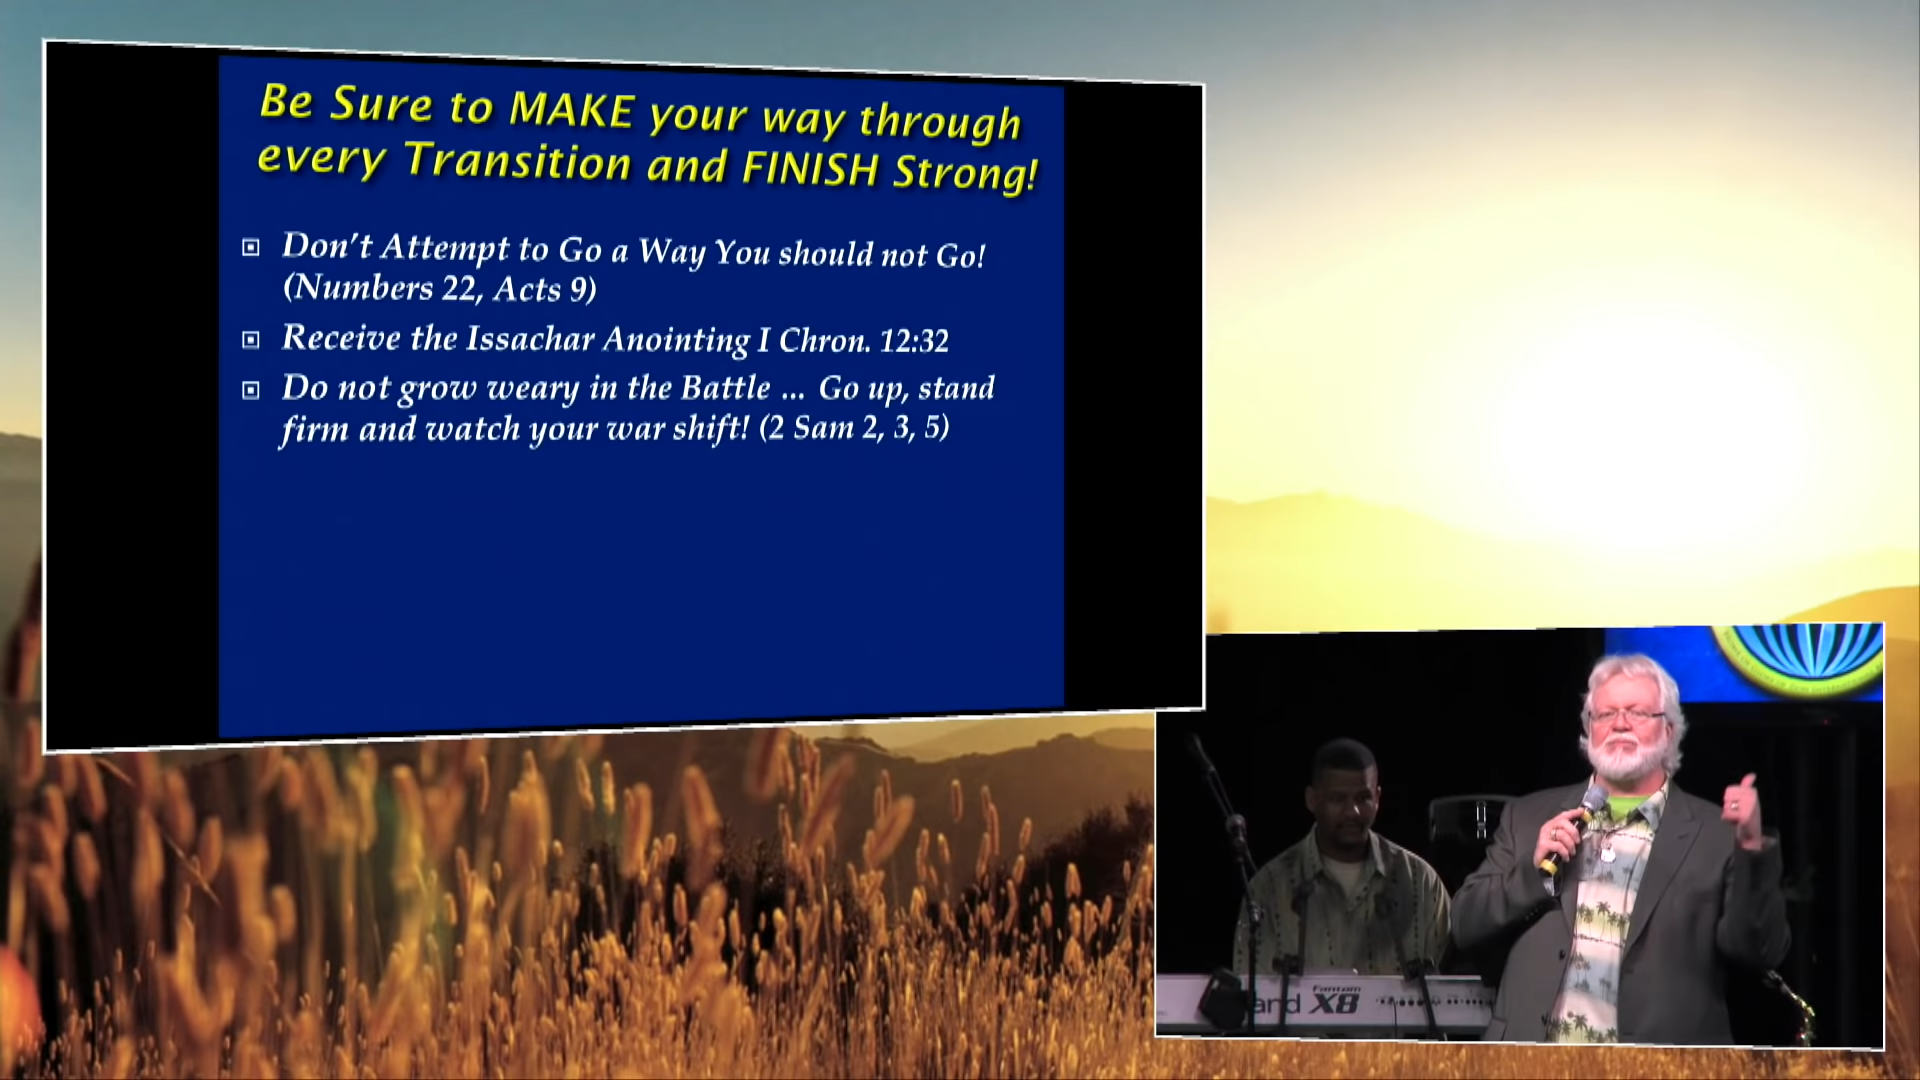 Be Sure to MAKE your way through
every Transition and FINISH Strong!
Don't Attempt to Go a Way You should not Go!
(Numbers 22, Acts 9)
Receive the Issachar Anointing I Chron. 12:32
Do not grow weary in the Battle ... Go up, stand
firm and watch your war shift! (2 Sam 2, 3, 5)
and Fantom X8